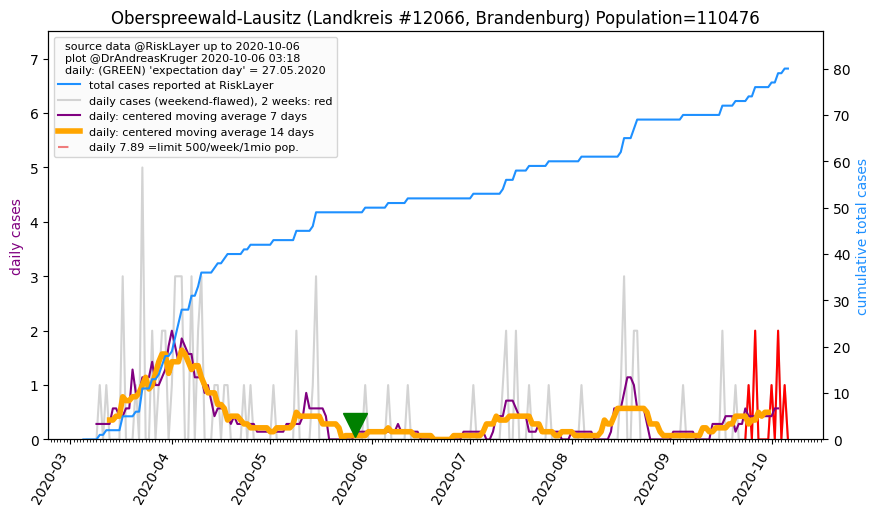 Oberspreewald-Lausitz (Landkreis #12066, Brandenburg) Population=110476
source data @RiskLayer up to 2020-10-06
plot @DrAndreasKruger 2020-10-06 03:18
daily: (GREEN) 'expectation day' = 27.05.2020
total cases reported at RiskLayer
daily cases (weekend-flawed), 2 weeks: red
daily: centered moving average 7 days
daily: centered moving average 14 days
daily 7.89 =limit 500/week/1mio pop.
daily cases
7
6
5
4
3
2
1
0
cumulative total cases
80
70
60
50
40
30
20
10
0
2020-03
2020-04
2020-05
2020-06
2020-07
2020-08
2020-09
2020-10